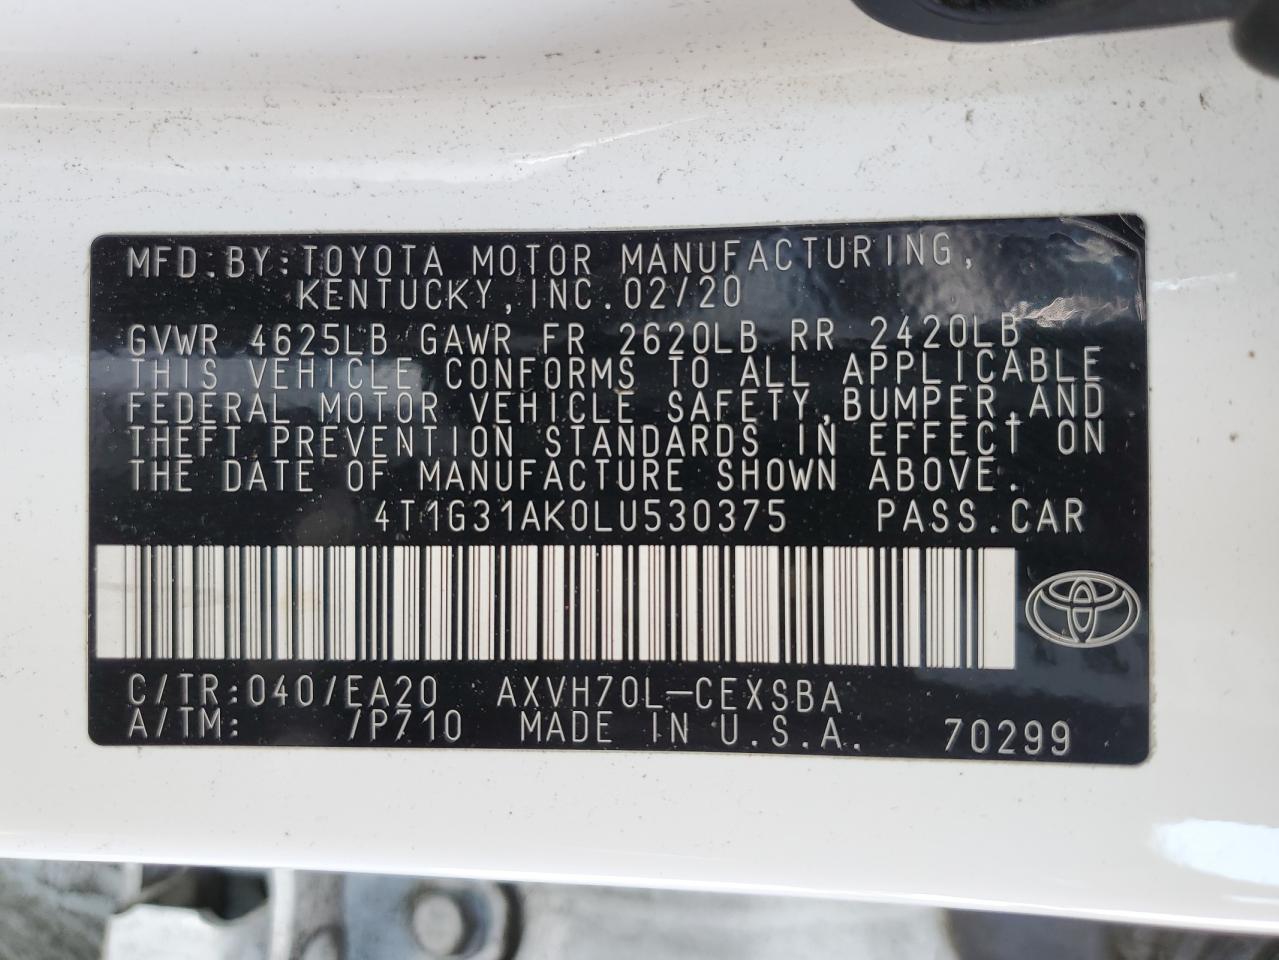 MFD.BY:TOYOTA MOTOR MANUFACTURING,
KENTUCKY,INC.02/20
GVWR 4625LB GAWR FR 2620LB RR 2420LB
THIS VEHICLE CONFORMS TO ALL APPLICABLE
FEDERAL MOTOR VEHICLE SAFETY,BUMPER,AND
THEFT PREVENTION STANDARDS IN EFFECT ON
THE DATE OF MANUFACTURE SHOWN ABOVE.
4T1G31AK0LU530375 PASS.CAR
C/TR:040/EA20 AXVH70L-CEXSBA
A/TM: /P710 MADE IN U.S.A. 70299